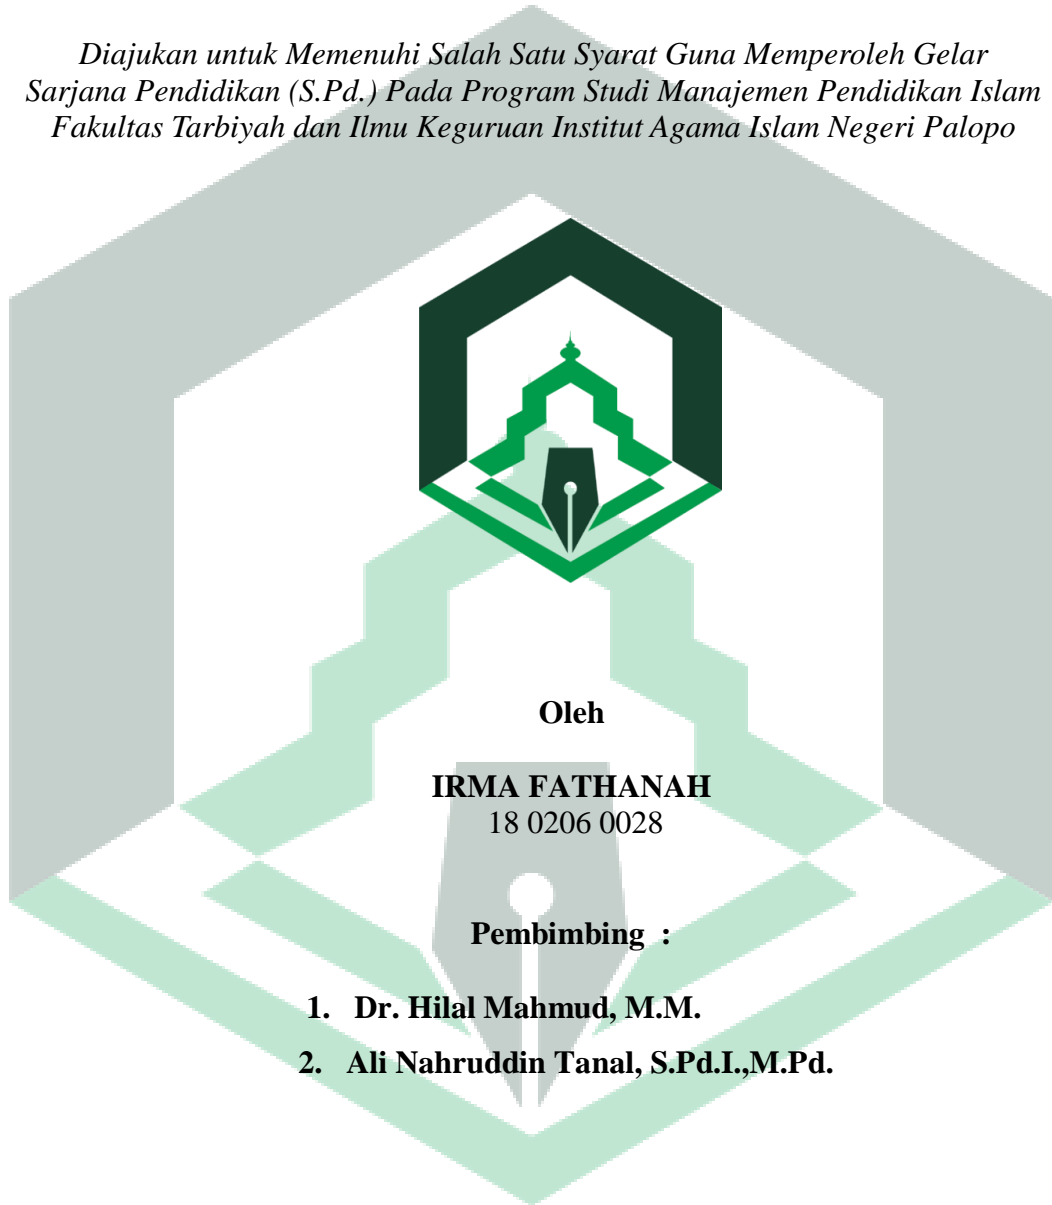 Diajukan untuk Memenuhi Salah Satu Syarat Guna Memperoleh Gelar
Sarjana Pendidikan (S.Pd.) Pada Program Studi Manajemen Pendidikan Islam
Fakultas Tarbiyah dan Ilmu Keguruan Institut Agama Islam Negeri Palopo
Oleh
IRMA FATHANAH
18 0206 0028
Pembimbing :
1. Dr. Hilal Mahmud, M.M.
2. Ali Nahruddin Tanal, S.Pd.I.,M.Pd.